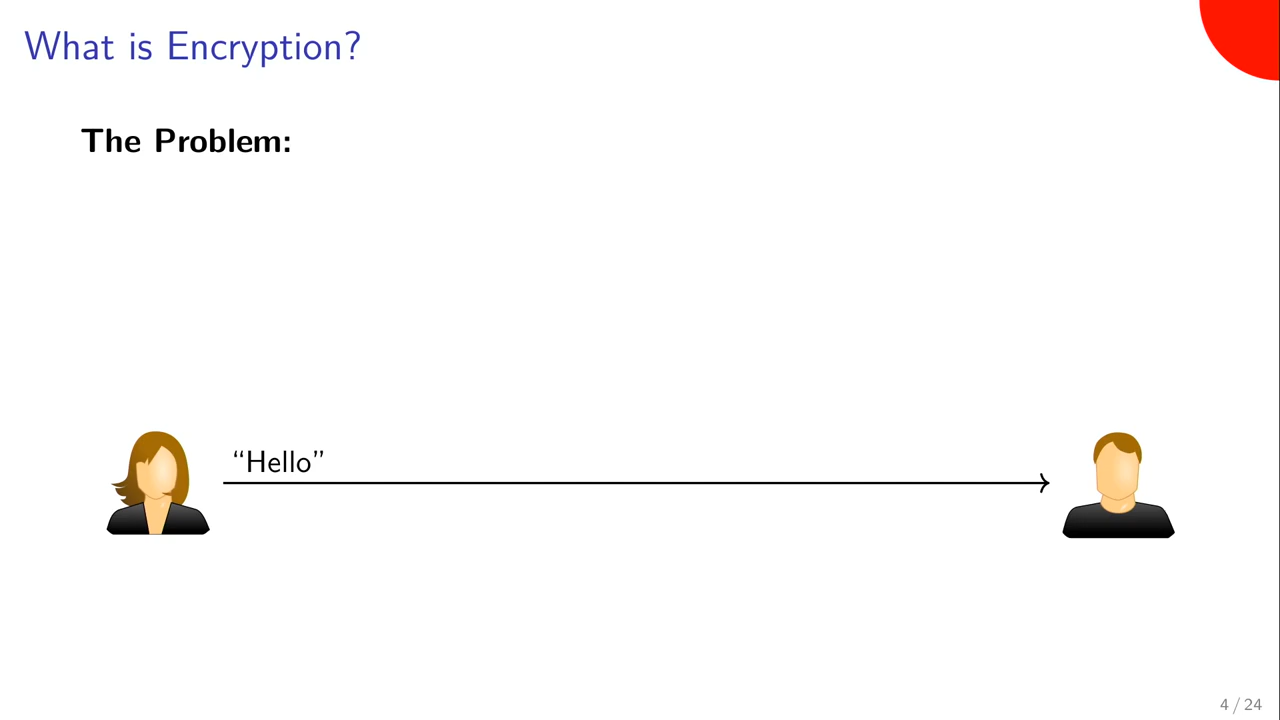 What is Encryption?
The Problem:
“Hello”
4 / 24